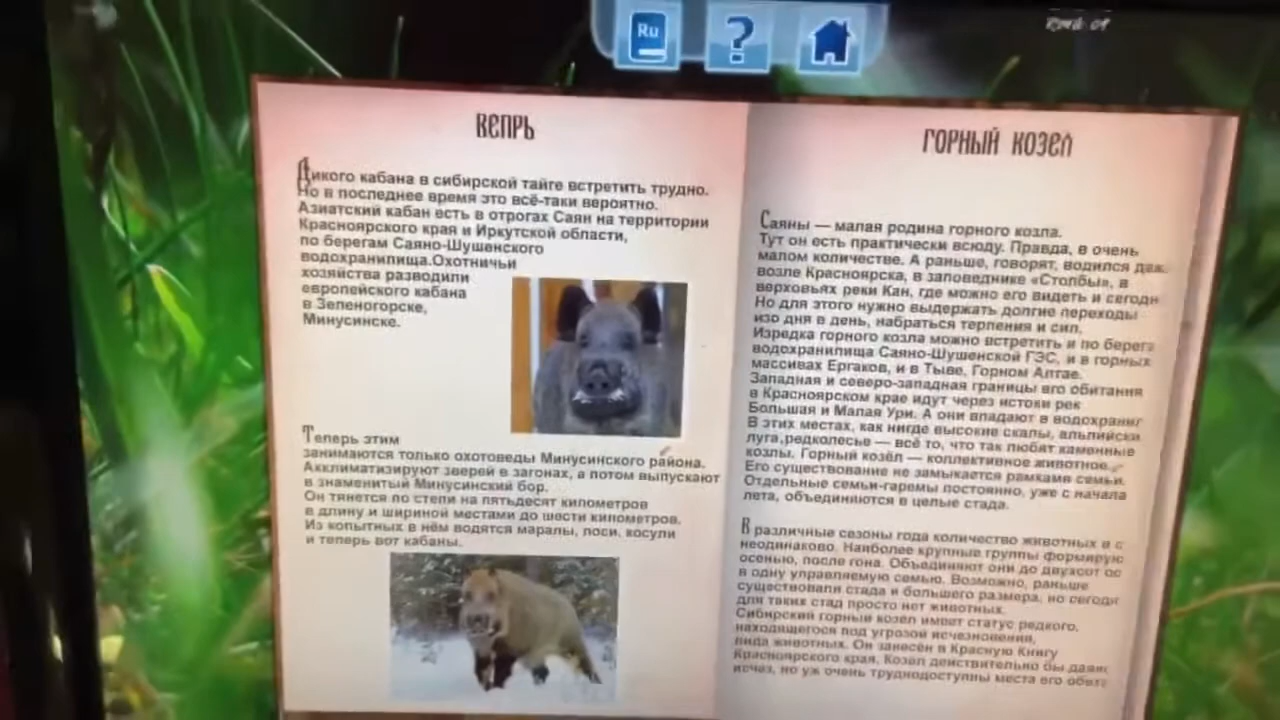 Ru
?
ВЕПРЬ
Дикого кабана в сибирской тайге встретить трудно.
Но в последнее время это всё-таки вероятно.
Азиатский кабан есть в отрогах Саян на территории
Красноярского края и Иркутской области,
по берегам Саяно-Шушенского
водохранилища.Охотничьи
хозяйства разводили
европейского кабана
в Зеленогорске,
Минусинске.
Теперь этим
занимаются только охотоведы Минусинского района.
Акклиматизируют зверей в загонах, а потом выпускают
в знаменитый Минусинский бор.
Он тянется по степи на пятьдесят километров
в длину и шириной местами до шести километров.
Из копытных в нём водятся маралы, лоси, косули
и теперь вот кабаны.
ГОРНЫЙ КОЗЕЛ
Саяны — малая родина горного козла.
Тут он есть практически всюду. Правда, в очень
малом количестве. А раньше, говорят, водился
возле Красноярска, в заповеднике «Столбы», в
верховьях реки Кан, где можно его видеть и
Но для этого нужно выдержать долгие переходы
изо дня в день, набраться терпения и сил.
Изредка горного козла можно встретить и по
водохранилища Саяно-Шушенской ГЭС, и в горных
массивах Ергаков, и в Тыве, Горном Алтае.
Западная и северо-западная границы его обитания
в Красноярском крае идут через истоки рек
Большая и Малая Ури. А они впадают в
В этих местах, как нигде высокие скалы,
луга,редколесье — всё то, что так любят каменные
козлы. Горный козёл — коллективное животное.
Его существование не замыкается рамками семьи.
Отдельные семьи-гаремы постоянно, уже с начала
лета, объединяются в целые стада.
В различные сезоны года количество животных в
неодинаково. Наиболее крупные группы
осенью, после гона. Объединяют они до двухсот
в одну управляемую семью. Возможно, раньше
существовали стада и большего размера, но
для таких стад просто нет животных.
Сибирский горный козел имеет статус редкого,
находящегося под угрозой исчезновения,
вида животных. Он занесён в Красную Книгу
Красноярского края. Козел действительно бы
исчез, но уж очень труднодоступны места его